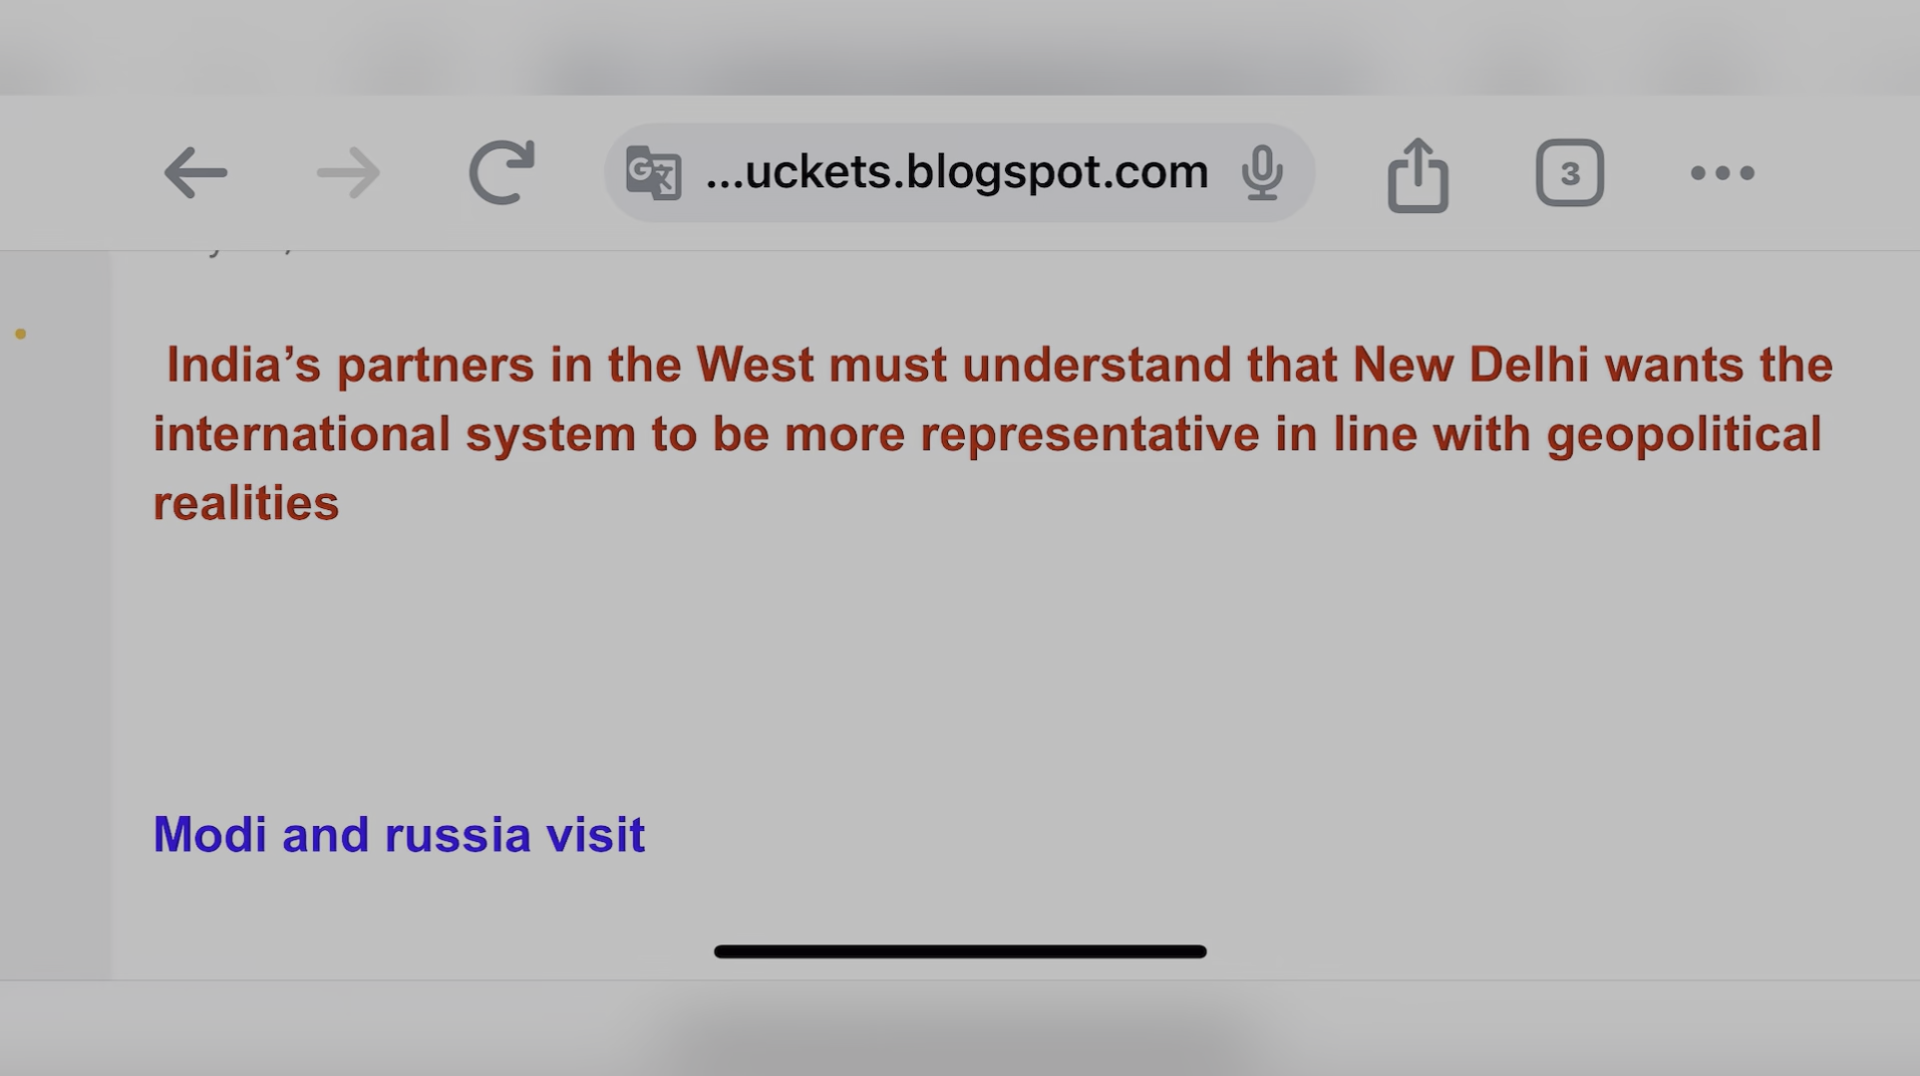 ...uckets.blogspot.com
3
India’s partners in the West must understand that New Delhi wants the
international system to be more representative in line with geopolitical
realities
Modi and russia visit